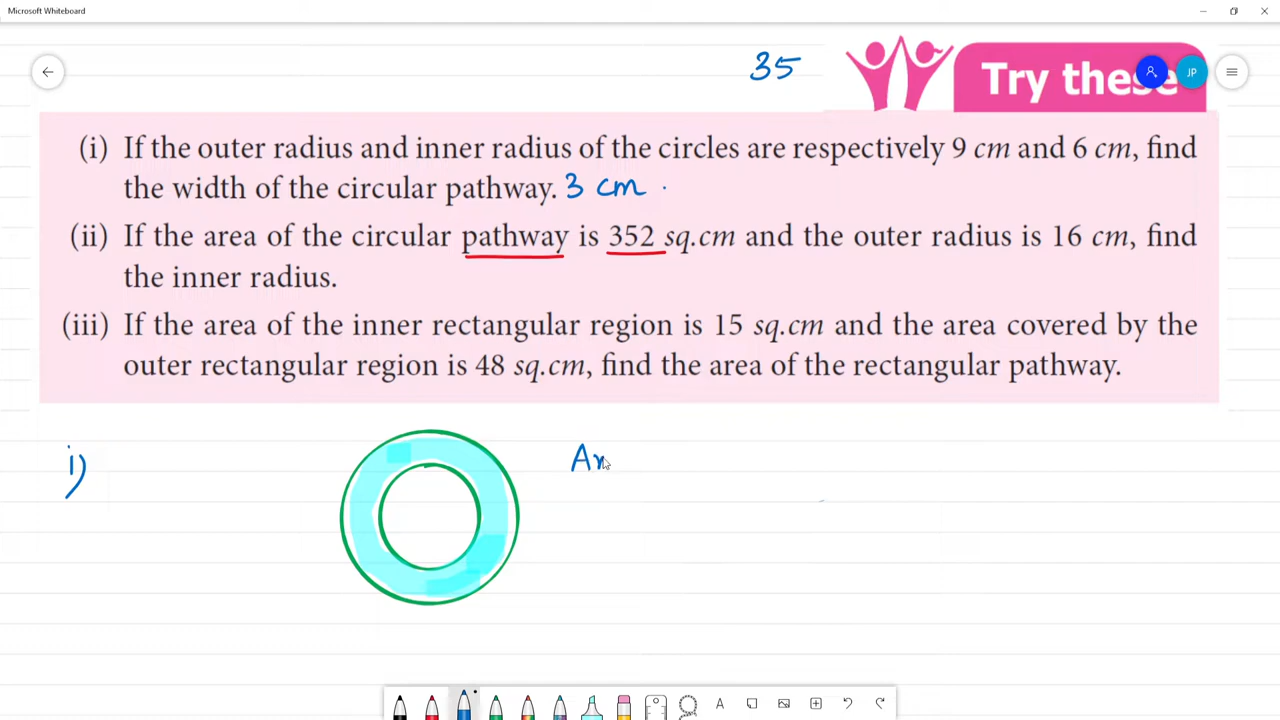 Microsoft Whiteboard
35
Try these
JP
(i) If the outer radius and inner radius of the circles are respectively 9 cm and 6 cm, find
the width of the circular pathway. 3 cm .
(ii) If the area of the circular pathway is 352 sq.cm and the outer radius is 16 cm, find
the inner radius.
(iii) If the area of the inner rectangular region is 15 sq.cm and the area covered by the
outer rectangular region is 48 sq.cm, find the area of the rectangular pathway.
i)
Ar
A